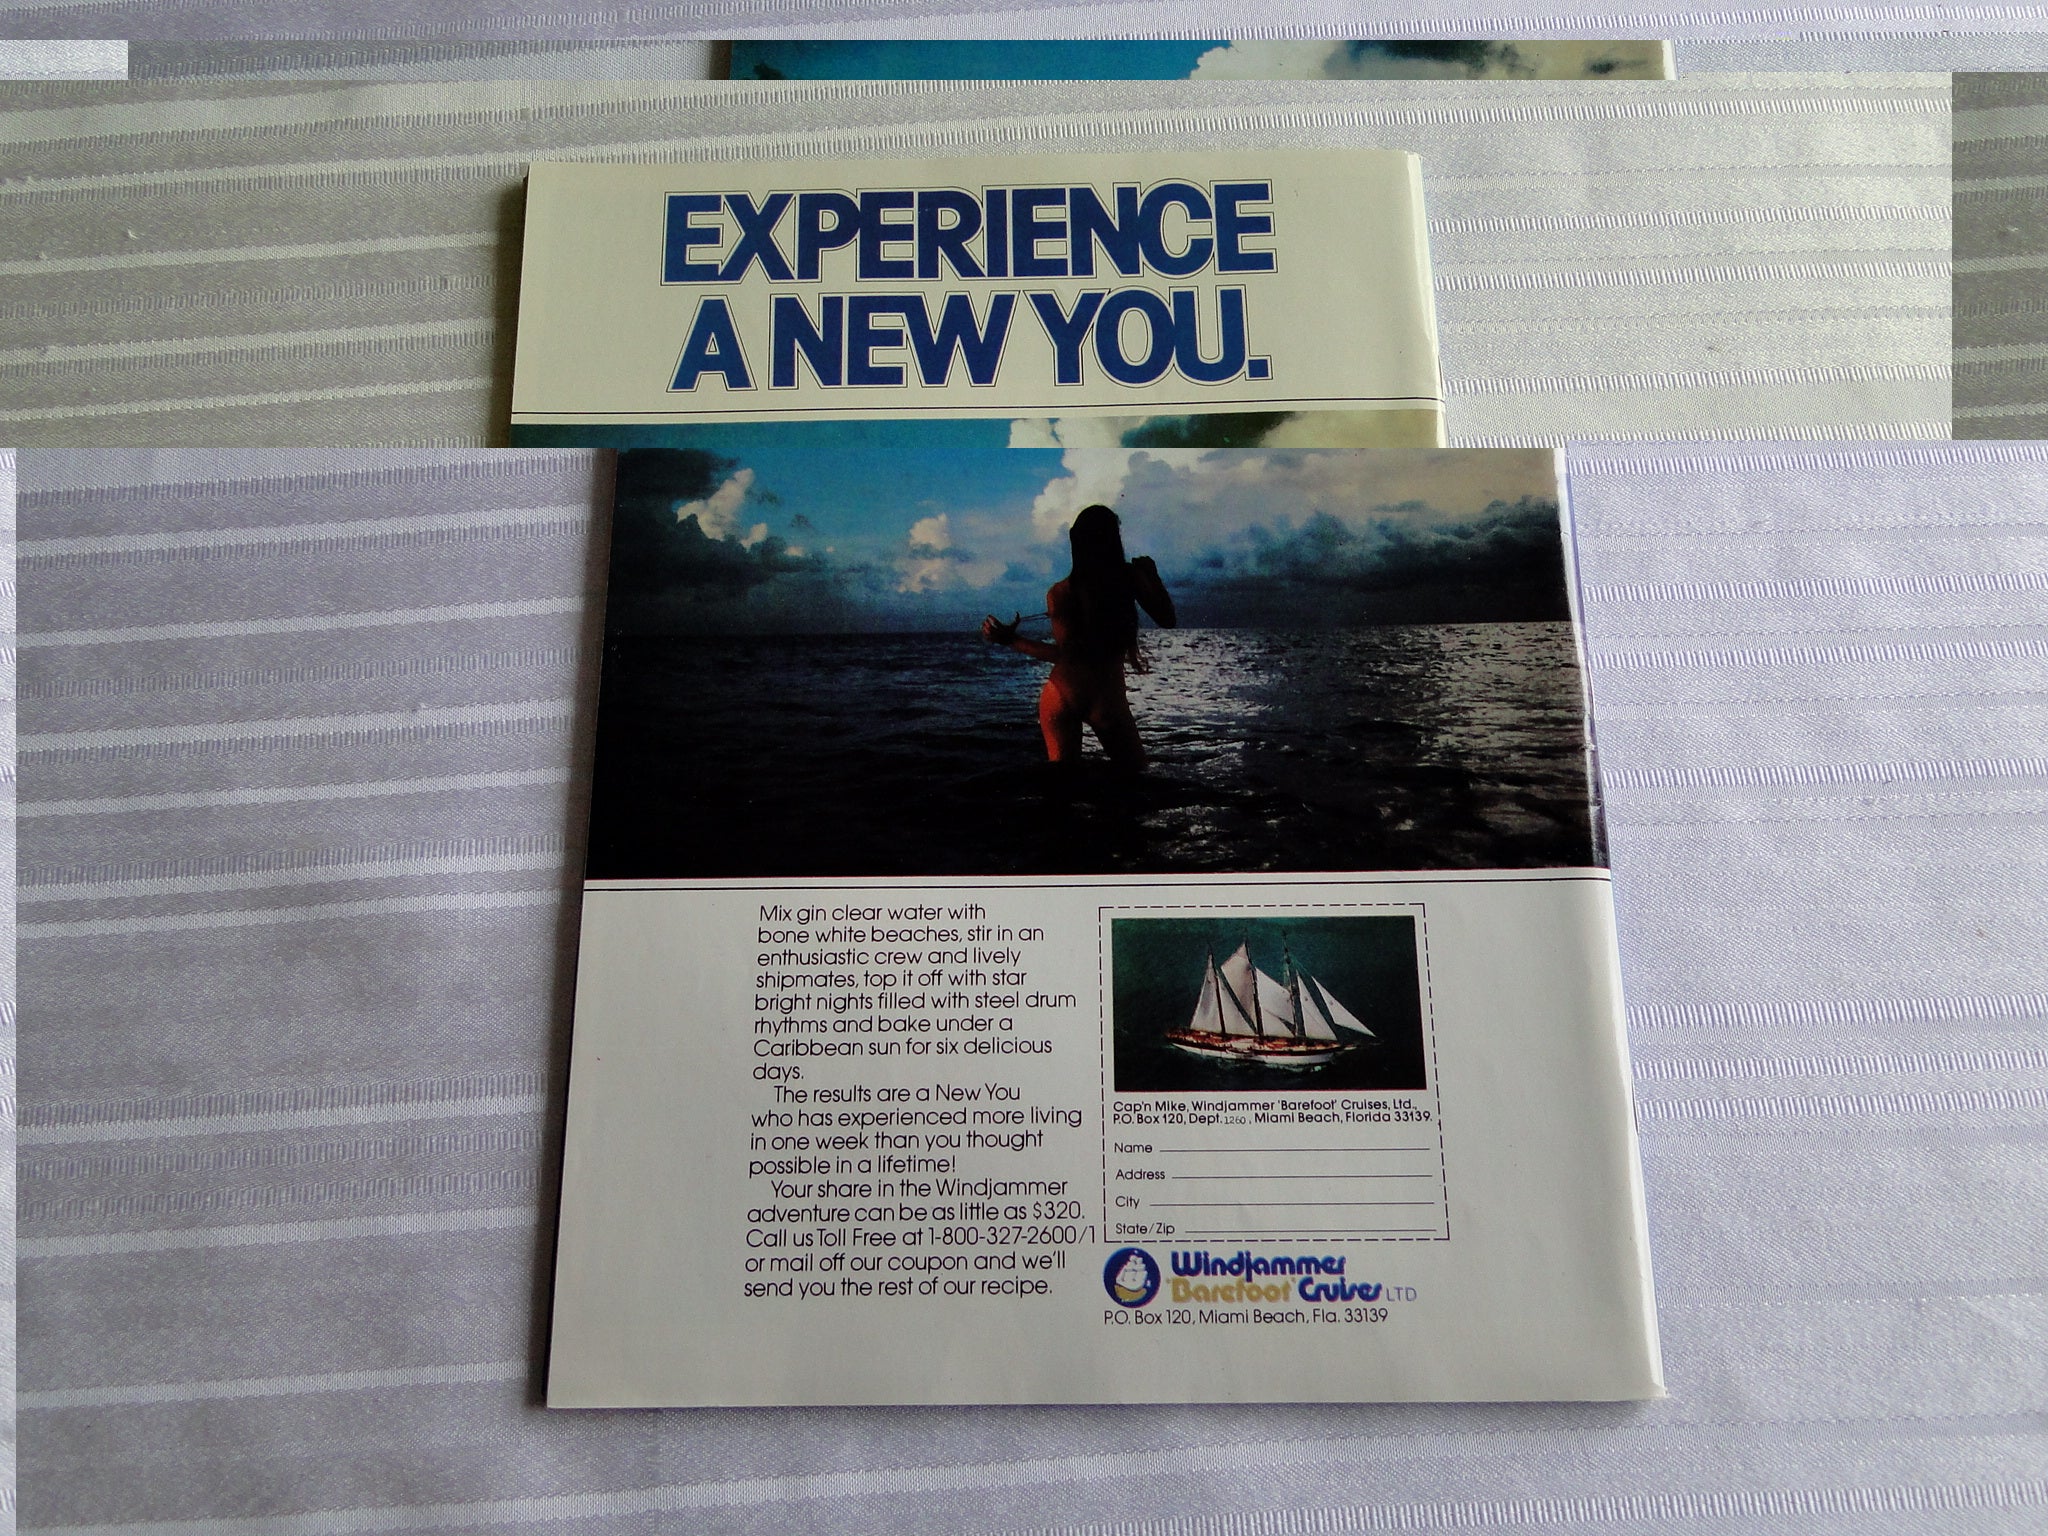 EXPERIENCE
A NEW YOU.
Mix gin clear water with
bone white beaches, stir in an
enthusiastic crew and lively
shipmates, top it off with star
bright nights filled with steel drum
rhythms and bake under a
Caribbean sun for six delicious
days.
The results are a New You
who has experienced more living
in one week than you thought
possible in a lifetime!
Your share in the Windjammer
adventure can be as little as $320.
Call us Toll Free at 1-800-327-2600/1
or mail off our coupon and we'll
send you the rest of our recipe.
Cap'n Mike, Windjammer 'Barefoot' Cruises, Ltd.,
P.O. Box 120, Dept. 1260, Miami Beach, Florida 33139.
Name
Address
City
State/Zip
Windjammer
'Barefoot' Cruises LTD
P.O. Box 120, Miami Beach, Fla. 33139